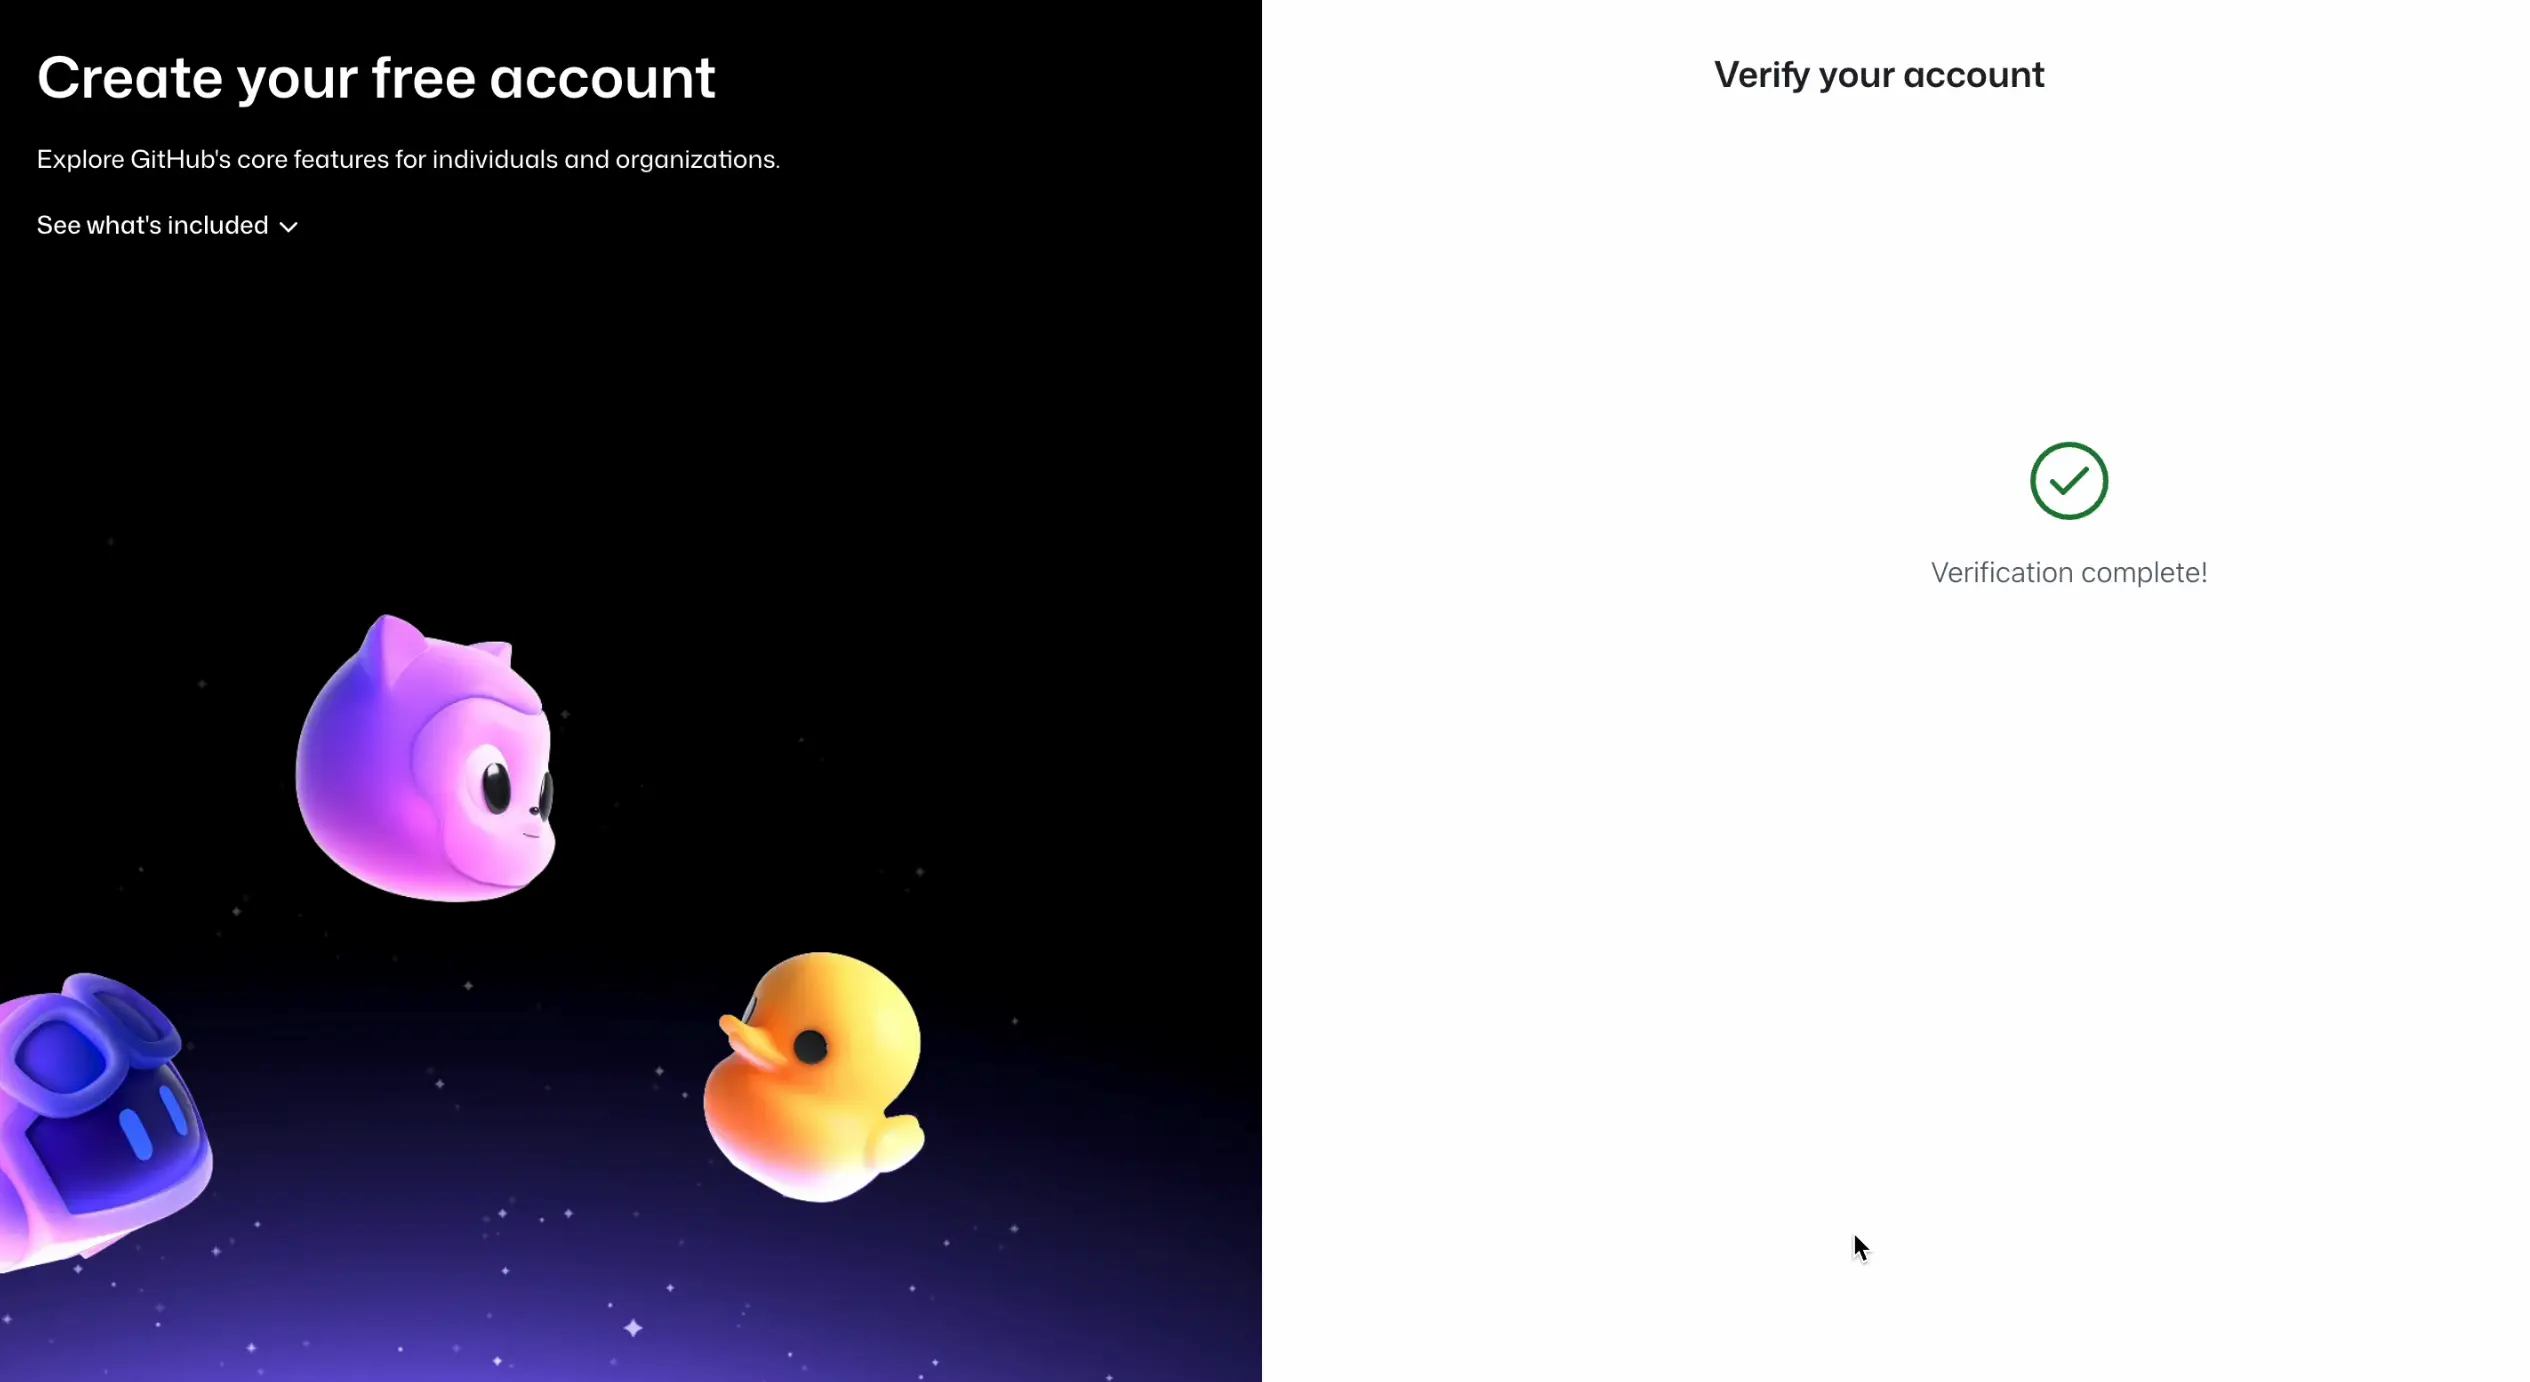 Create your free account
Explore GitHub's core features for individuals and organizations.
See what's included
Verify your account
Verification complete!